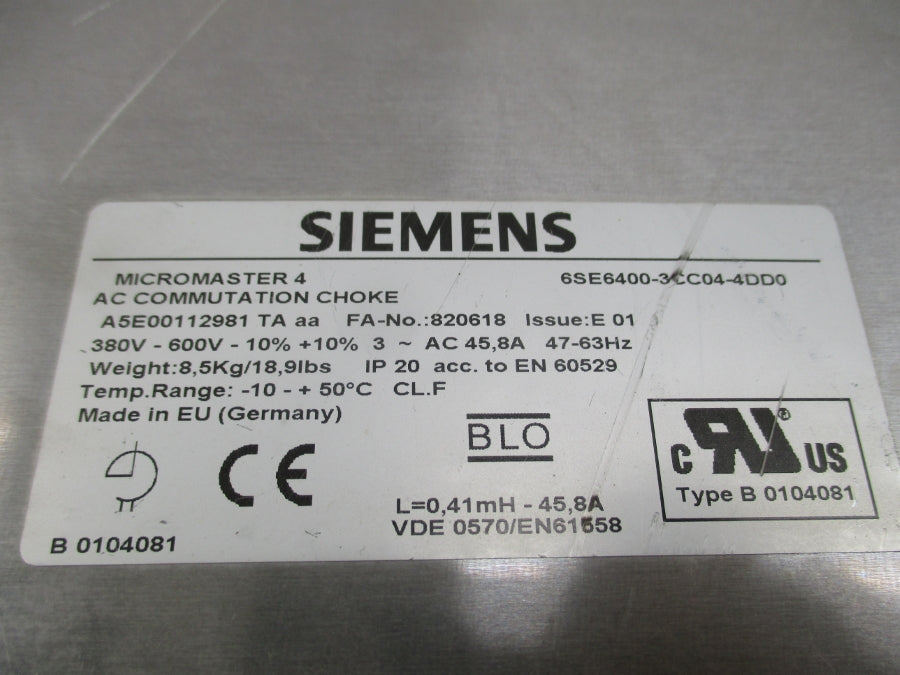 SIEMENS
MICROMASTER 4 6SE6400-3CC04-4DD0
AC COMMUTATION CHOKE
A5E00112981 TA aa FA-No.:820618 Issue:E 01
380V - 600V - 10% +10% 3 ~ AC 45,8A 47-63Hz
Weight:8,5Kg/18,9lbs IP 20 acc. to EN 60529
Temp.Range: -10 - + 50°C CL.F
Made in EU (Germany)
CE
BLO
c RU ® US
Type B 0104081
L=0,41mH - 45,8A
VDE 0570/EN61558
B 0104081